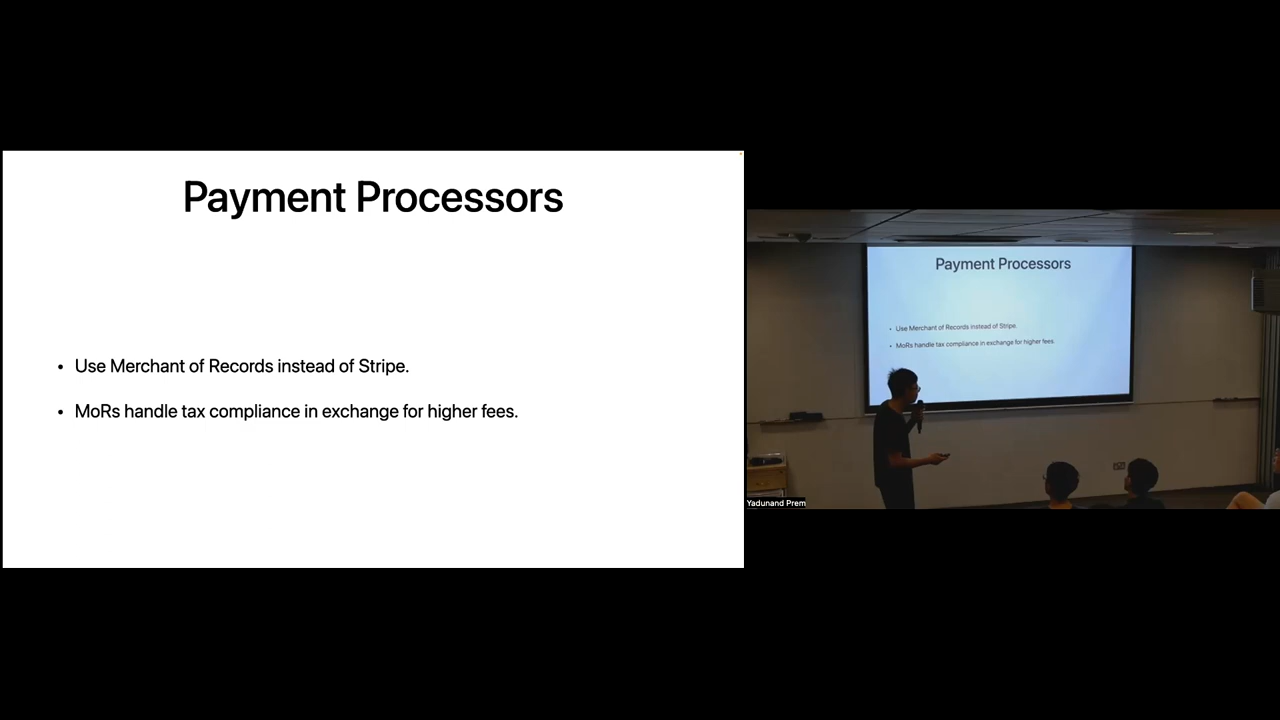 Payment Processors
• Use Merchant of Records instead of Stripe.
• MoRs handle tax compliance in exchange for higher fees.
Payment Processors
• Use Merchant of Records instead of Stripe.
• MoRs handle tax compliance in exchange for higher fees.
Yadunand Prem